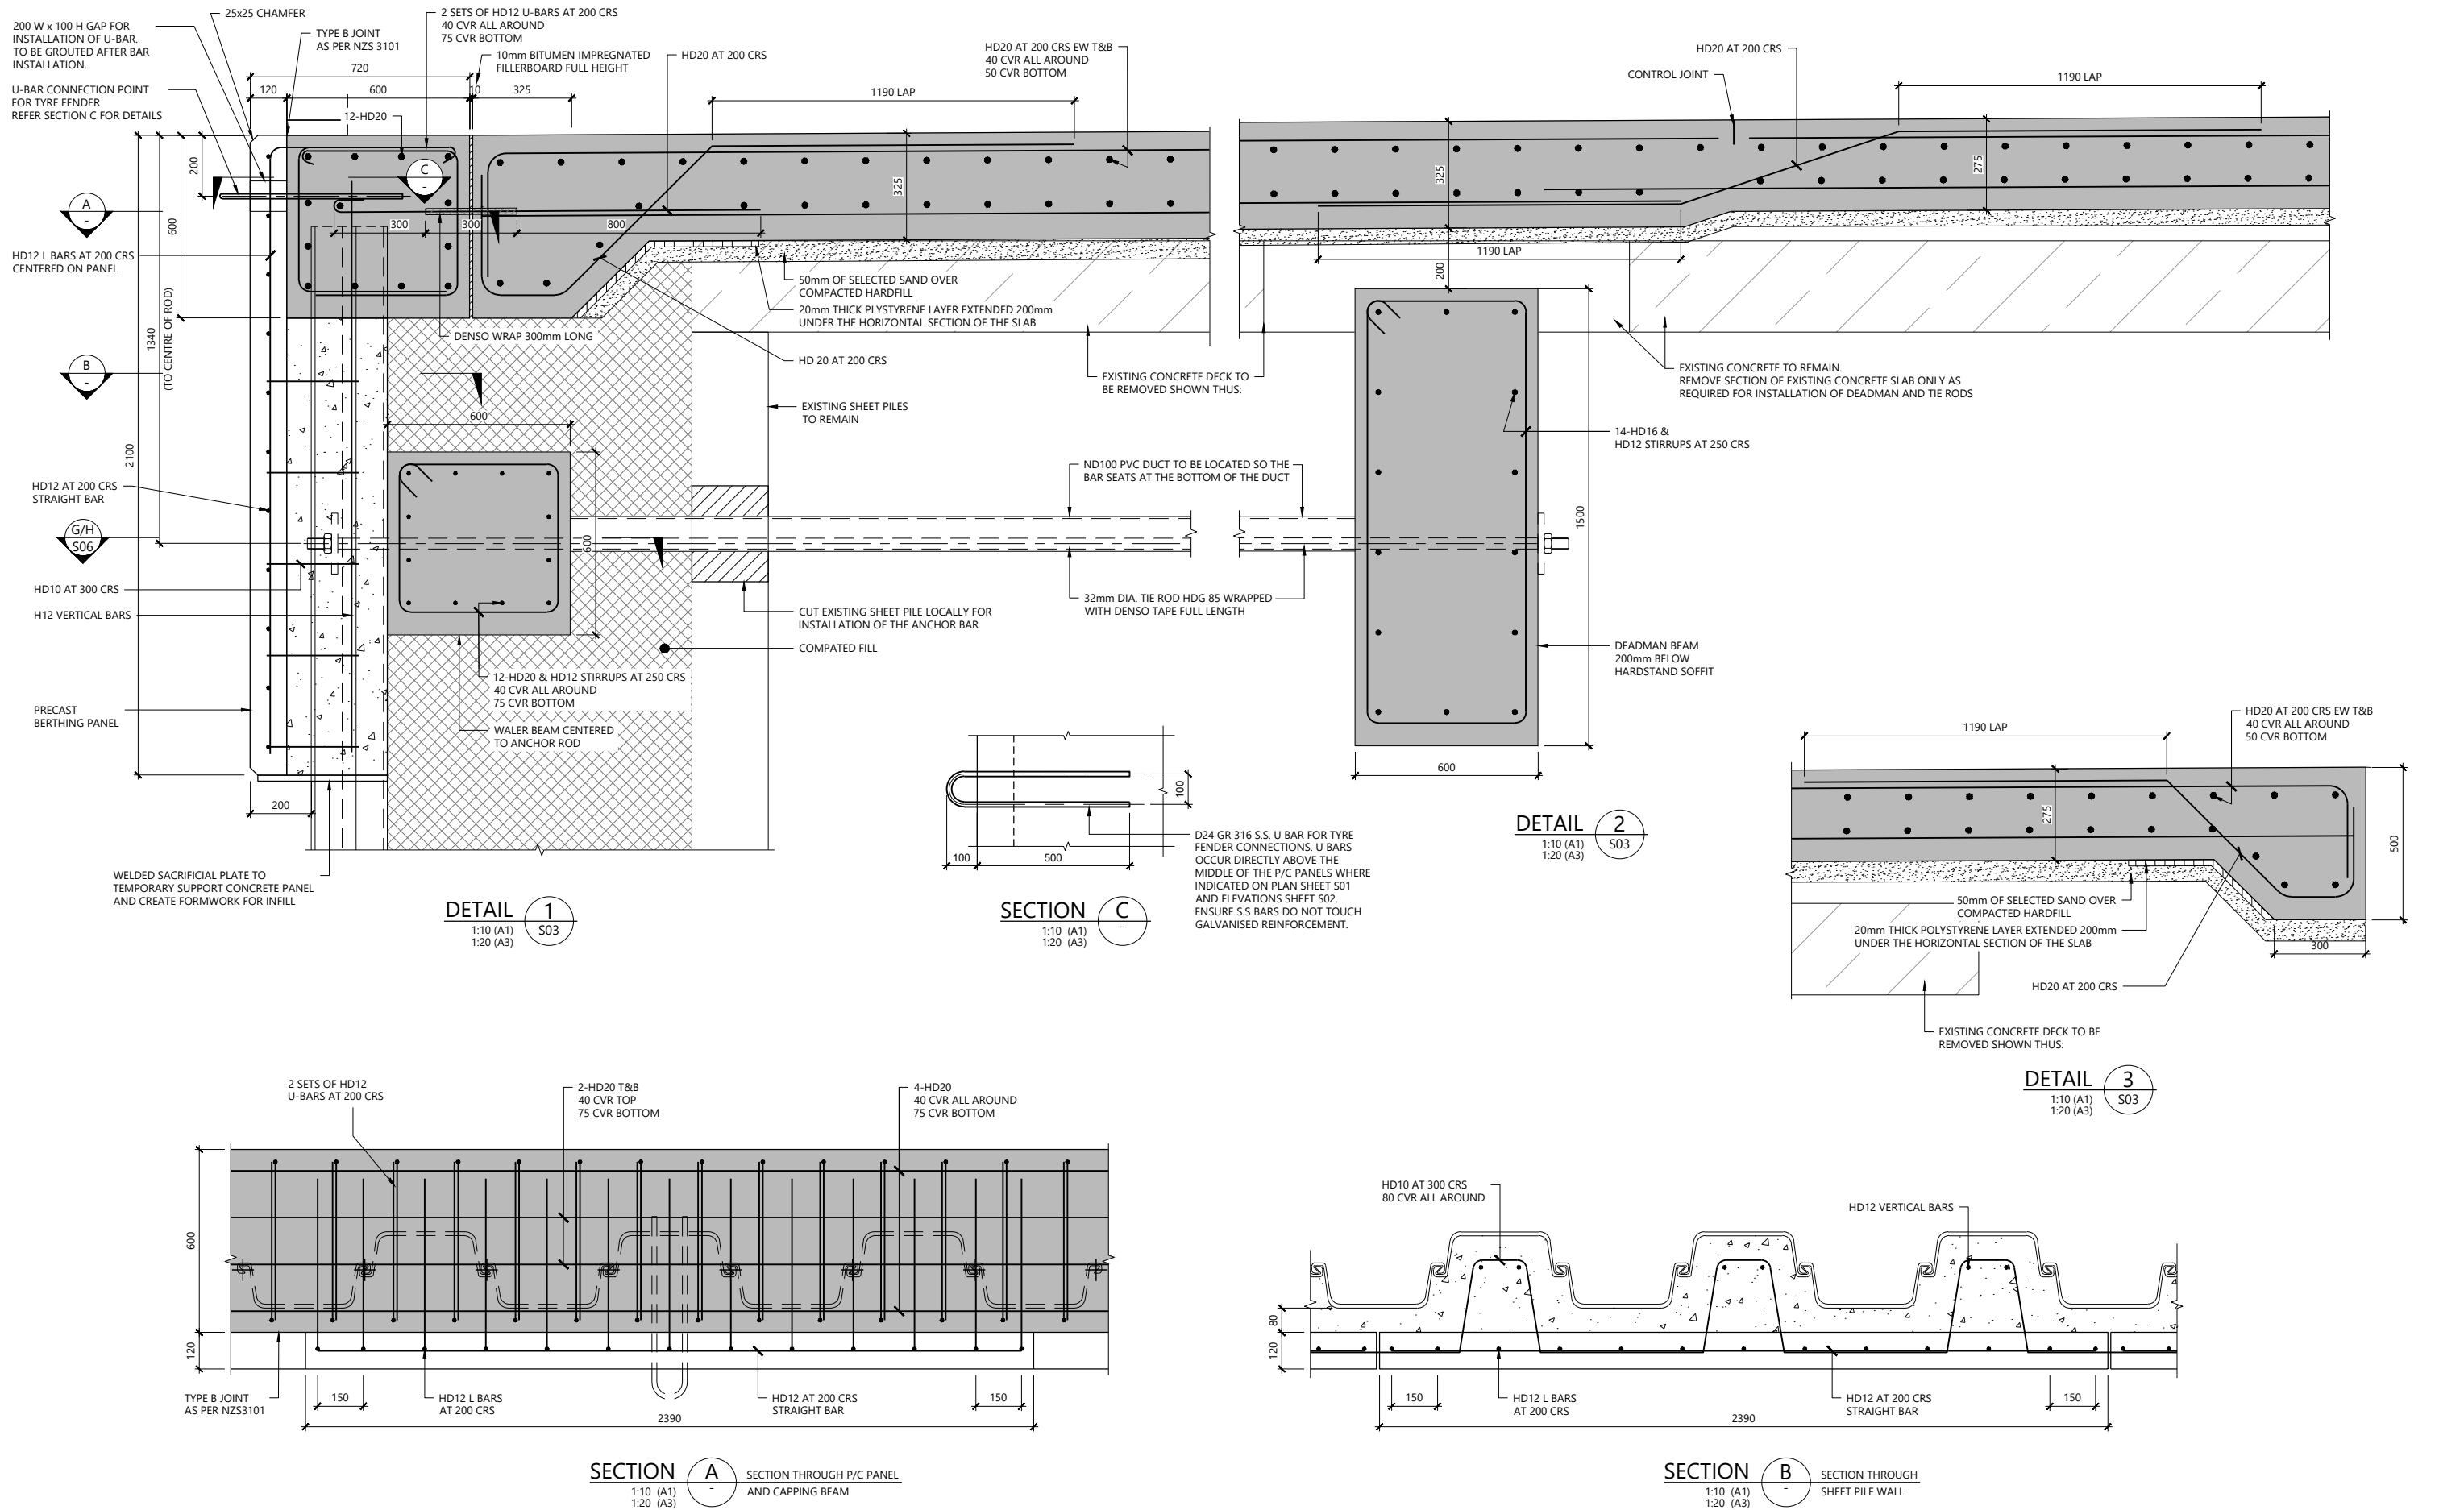 200 W x 100 H GAP FOR
INSTALLATION OF U-BAR.
TO BE GROUTED AFTER BAR
INSTALLATION.
25x25 CHAMFER
TYPE B JOINT
AS PER NZS 3101
2 SETS OF HD12 U-BARS AT 200 CRS
40 CVR ALL AROUND
75 CVR BOTTOM
10mm BITUMEN IMPREGNATED
FILLERBOARD FULL HEIGHT
HD20 AT 200 CRS
HD20 AT 200 CRS EW T&B
40 CVR ALL AROUND
50 CVR BOTTOM
U-BAR CONNECTION POINT
FOR TYRE FENDER
REFER SECTION C FOR DETAILS
720
120
600
10
325
12-HD20
1190 LAP
C
-
A
-
B
-
G/H
S06
200
600
1340
(TO CENTRE OF ROD)
2100
300
300
800
325
HD12 L BARS AT 200 CRS
CENTERED ON PANEL
50mm OF SELECTED SAND OVER
COMPACTED HARDFILL
20mm THICK PLYSTYRENE LAYER EXTENDED 200mm
UNDER THE HORIZONTAL SECTION OF THE SLAB
DENSO WRAP 300mm LONG
HD 20 AT 200 CRS
EXISTING CONCRETE DECK TO
BE REMOVED SHOWN THUS:
600
EXISTING SHEET PILES
TO REMAIN
HD12 AT 200 CRS
STRAIGHT BAR
ND100 PVC DUCT TO BE LOCATED SO THE
BAR SEATS AT THE BOTTOM OF THE DUCT
600
HD10 AT 300 CRS
H12 VERTICAL BARS
CUT EXISTING SHEET PILE LOCALLY FOR
INSTALLATION OF THE ANCHOR BAR
32mm DIA. TIE ROD HDG 85 WRAPPED
WITH DENSO TAPE FULL LENGTH
COMPATED FILL
12-HD20 & HD12 STIRRUPS AT 250 CRS
40 CVR ALL AROUND
75 CVR BOTTOM
PRECAST
BERTHING PANEL
WALER BEAM CENTERED
TO ANCHOR ROD
200
WELDED SACRIFICIAL PLATE TO
TEMPORARY SUPPORT CONCRETE PANEL
AND CREATE FORMWORK FOR INFILL
DETAIL 1
S03
1:10 (A1)
1:20 (A3)
HD20 AT 200 CRS
CONTROL JOINT
1190 LAP
325
275
1190 LAP
200
EXISTING CONCRETE TO REMAIN.
REMOVE SECTION OF EXISTING CONCRETE SLAB ONLY AS
REQUIRED FOR INSTALLATION OF DEADMAN AND TIE RODS
14-HD16 &
HD12 STIRRUPS AT 250 CRS
1500
DEADMAN BEAM
200mm BELOW
HARDSTAND SOFFIT
600
DETAIL 2
S03
1:10 (A1)
1:20 (A3)
100
100
500
D24 GR 316 S.S. U BAR FOR TYRE
FENDER CONNECTIONS. U BARS
OCCUR DIRECTLY ABOVE THE
MIDDLE OF THE P/C PANELS WHERE
INDICATED ON PLAN SHEET S01
AND ELEVATIONS SHEET S02.
ENSURE S.S BARS DO NOT TOUCH
GALVANISED REINFORCEMENT.
SECTION C
-
1:10 (A1)
1:20 (A3)
HD20 AT 200 CRS EW T&B
40 CVR ALL AROUND
50 CVR BOTTOM
1190 LAP
275
500
50mm OF SELECTED SAND OVER
COMPACTED HARDFILL
20mm THICK POLYSTYRENE LAYER EXTENDED 200mm
UNDER THE HORIZONTAL SECTION OF THE SLAB
300
HD20 AT 200 CRS
EXISTING CONCRETE DECK TO BE
REMOVED SHOWN THUS:
DETAIL 3
S03
1:10 (A1)
1:20 (A3)
2 SETS OF HD12
U-BARS AT 200 CRS
2-HD20 T&B
40 CVR TOP
75 CVR BOTTOM
4-HD20
40 CVR ALL AROUND
75 CVR BOTTOM
600
120
TYPE B JOINT
AS PER NZS3101
150
HD12 L BARS
AT 200 CRS
HD12 AT 200 CRS
STRAIGHT BAR
150
2390
SECTION A
-
SECTION THROUGH P/C PANEL
AND CAPPING BEAM
1:10 (A1)
1:20 (A3)
HD10 AT 300 CRS
80 CVR ALL AROUND
HD12 VERTICAL BARS
80
120
150
HD12 L BARS
AT 200 CRS
HD12 AT 200 CRS
STRAIGHT BAR
150
2390
SECTION B
-
SECTION THROUGH
SHEET PILE WALL
1:10 (A1)
1:20 (A3)